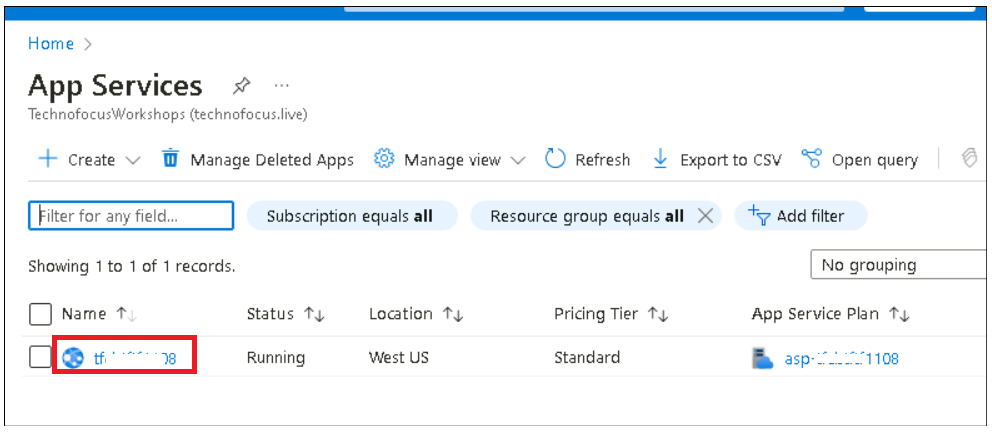 Home >
App Services ...
TechnofocusWorkshops (technofocus.live)
+ Create Manage Deleted Apps Manage view Refresh Export to CSV Open query
Filter for any field... Subscription equals all Resource group equals all Add filter
Showing 1 to 1 of 1 records. No grouping
Name Status Location Pricing Tier App Service Plan
Running West US Standard